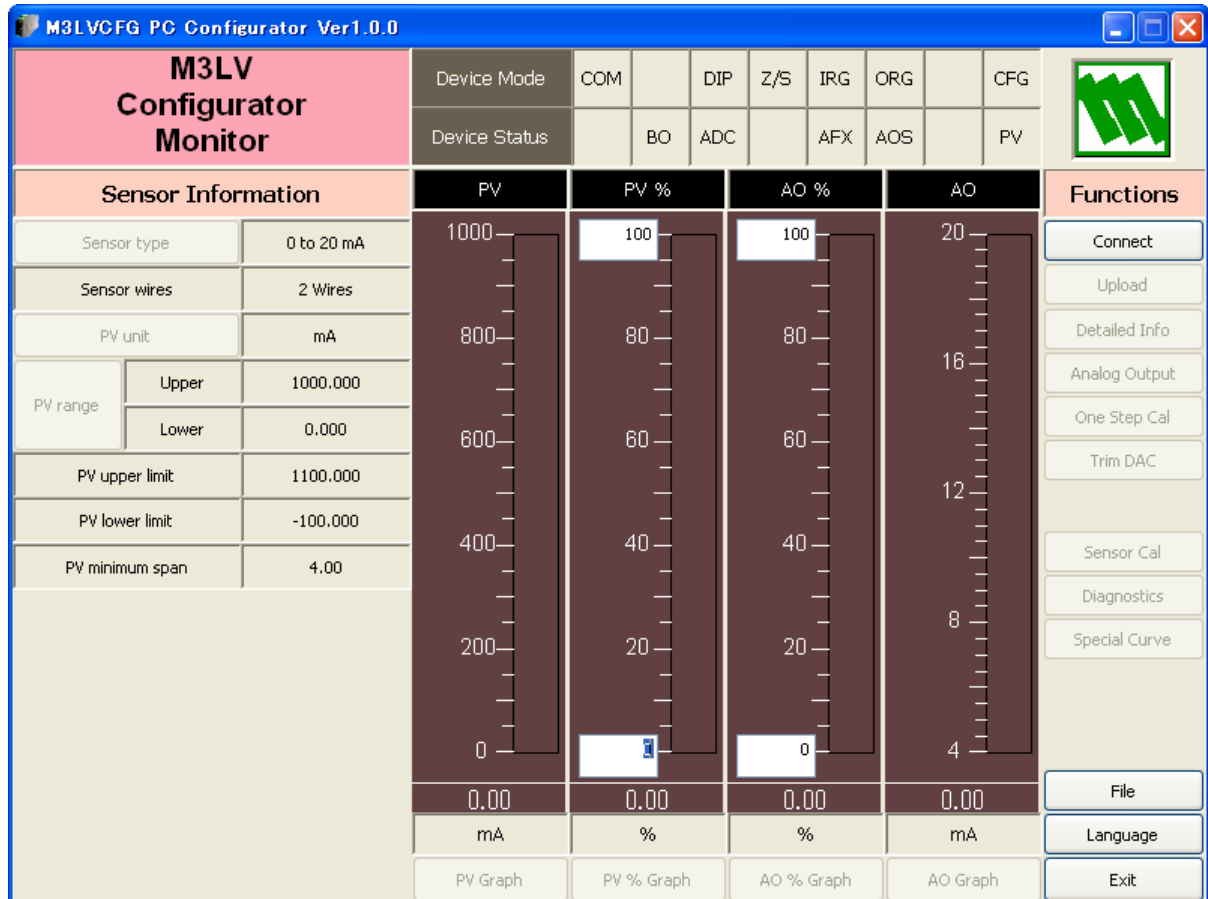 M3LVCFG PC Configurator Ver1.0.0
M3LV
Configurator
Monitor
Device Mode COM DIP Z/S IRG ORG CFG
Device Status BO ADC AFX AOS PV
Sensor Information
Sensor type 0 to 20 mA
Sensor wires 2 Wires
PV unit mA
PV range Upper 1000.000
Lower 0.000
PV upper limit 1100.000
PV lower limit -100.000
PV minimum span 4.00
PV
1000
800
600
400
200
0
0.00
mA
PV Graph
PV %
100
80
60
40
20
0
0.00
%
PV % Graph
AO %
100
80
60
40
20
0
0.00
%
AO % Graph
AO
20
16
12
8
4
0.00
mA
AO Graph
Functions
Connect
Upload
Detailed Info
Analog Output
One Step Cal
Trim DAC
Sensor Cal
Diagnostics
Special Curve
File
Language
Exit